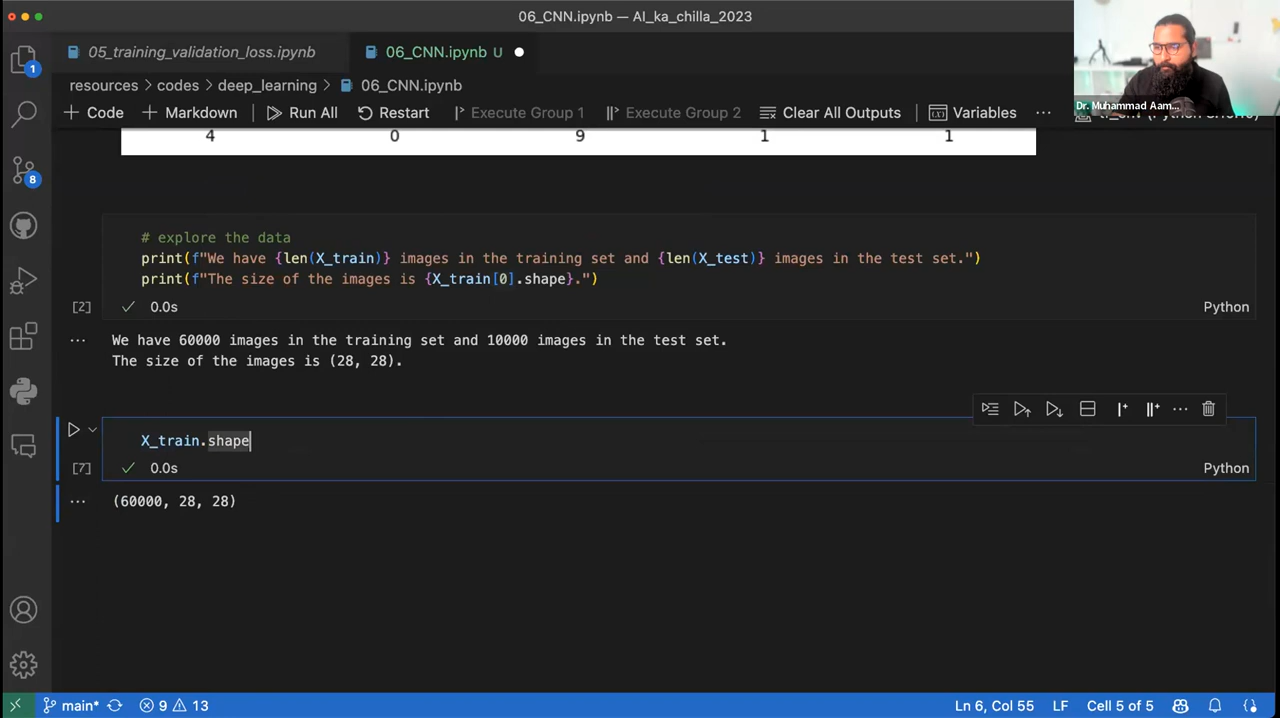 06_CNN.ipynb — AI_ka_chilla_2023
05_training_validation_loss.ipynb
06_CNN.ipynb U
resources > codes > deep_learning > 06_CNN.ipynb
Code
Markdown
Run All
Restart
Execute Group 1
Execute Group 2
Clear All Outputs
Variables
...
Dr. Muhammad Aam...
4 0 9 1 1
# explore the data
print(f"We have {len(X_train)} images in the training set and {len(X_test)} images in the test set.")
print(f"The size of the images is {X_train[0].shape}.")
[2] 0.0s Python
We have 60000 images in the training set and 10000 images in the test set.
The size of the images is (28, 28).
X_train.shape
[7] 0.0s Python
(60000, 28, 28)
1
8
main* 9 13
Ln 6, Col 55 LF Cell 5 of 5